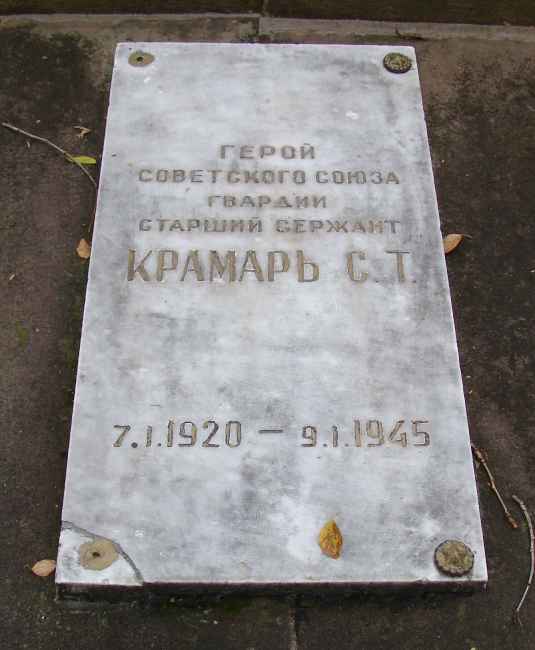 ГЕРОЙ
СОВЕТСКОГО СОЮЗА
ГВАРДИИ
СТАРШИЙ СЕРЖАНТ
КРАМАРЬ С.Т.
7.I.1920 — 9.I.1945